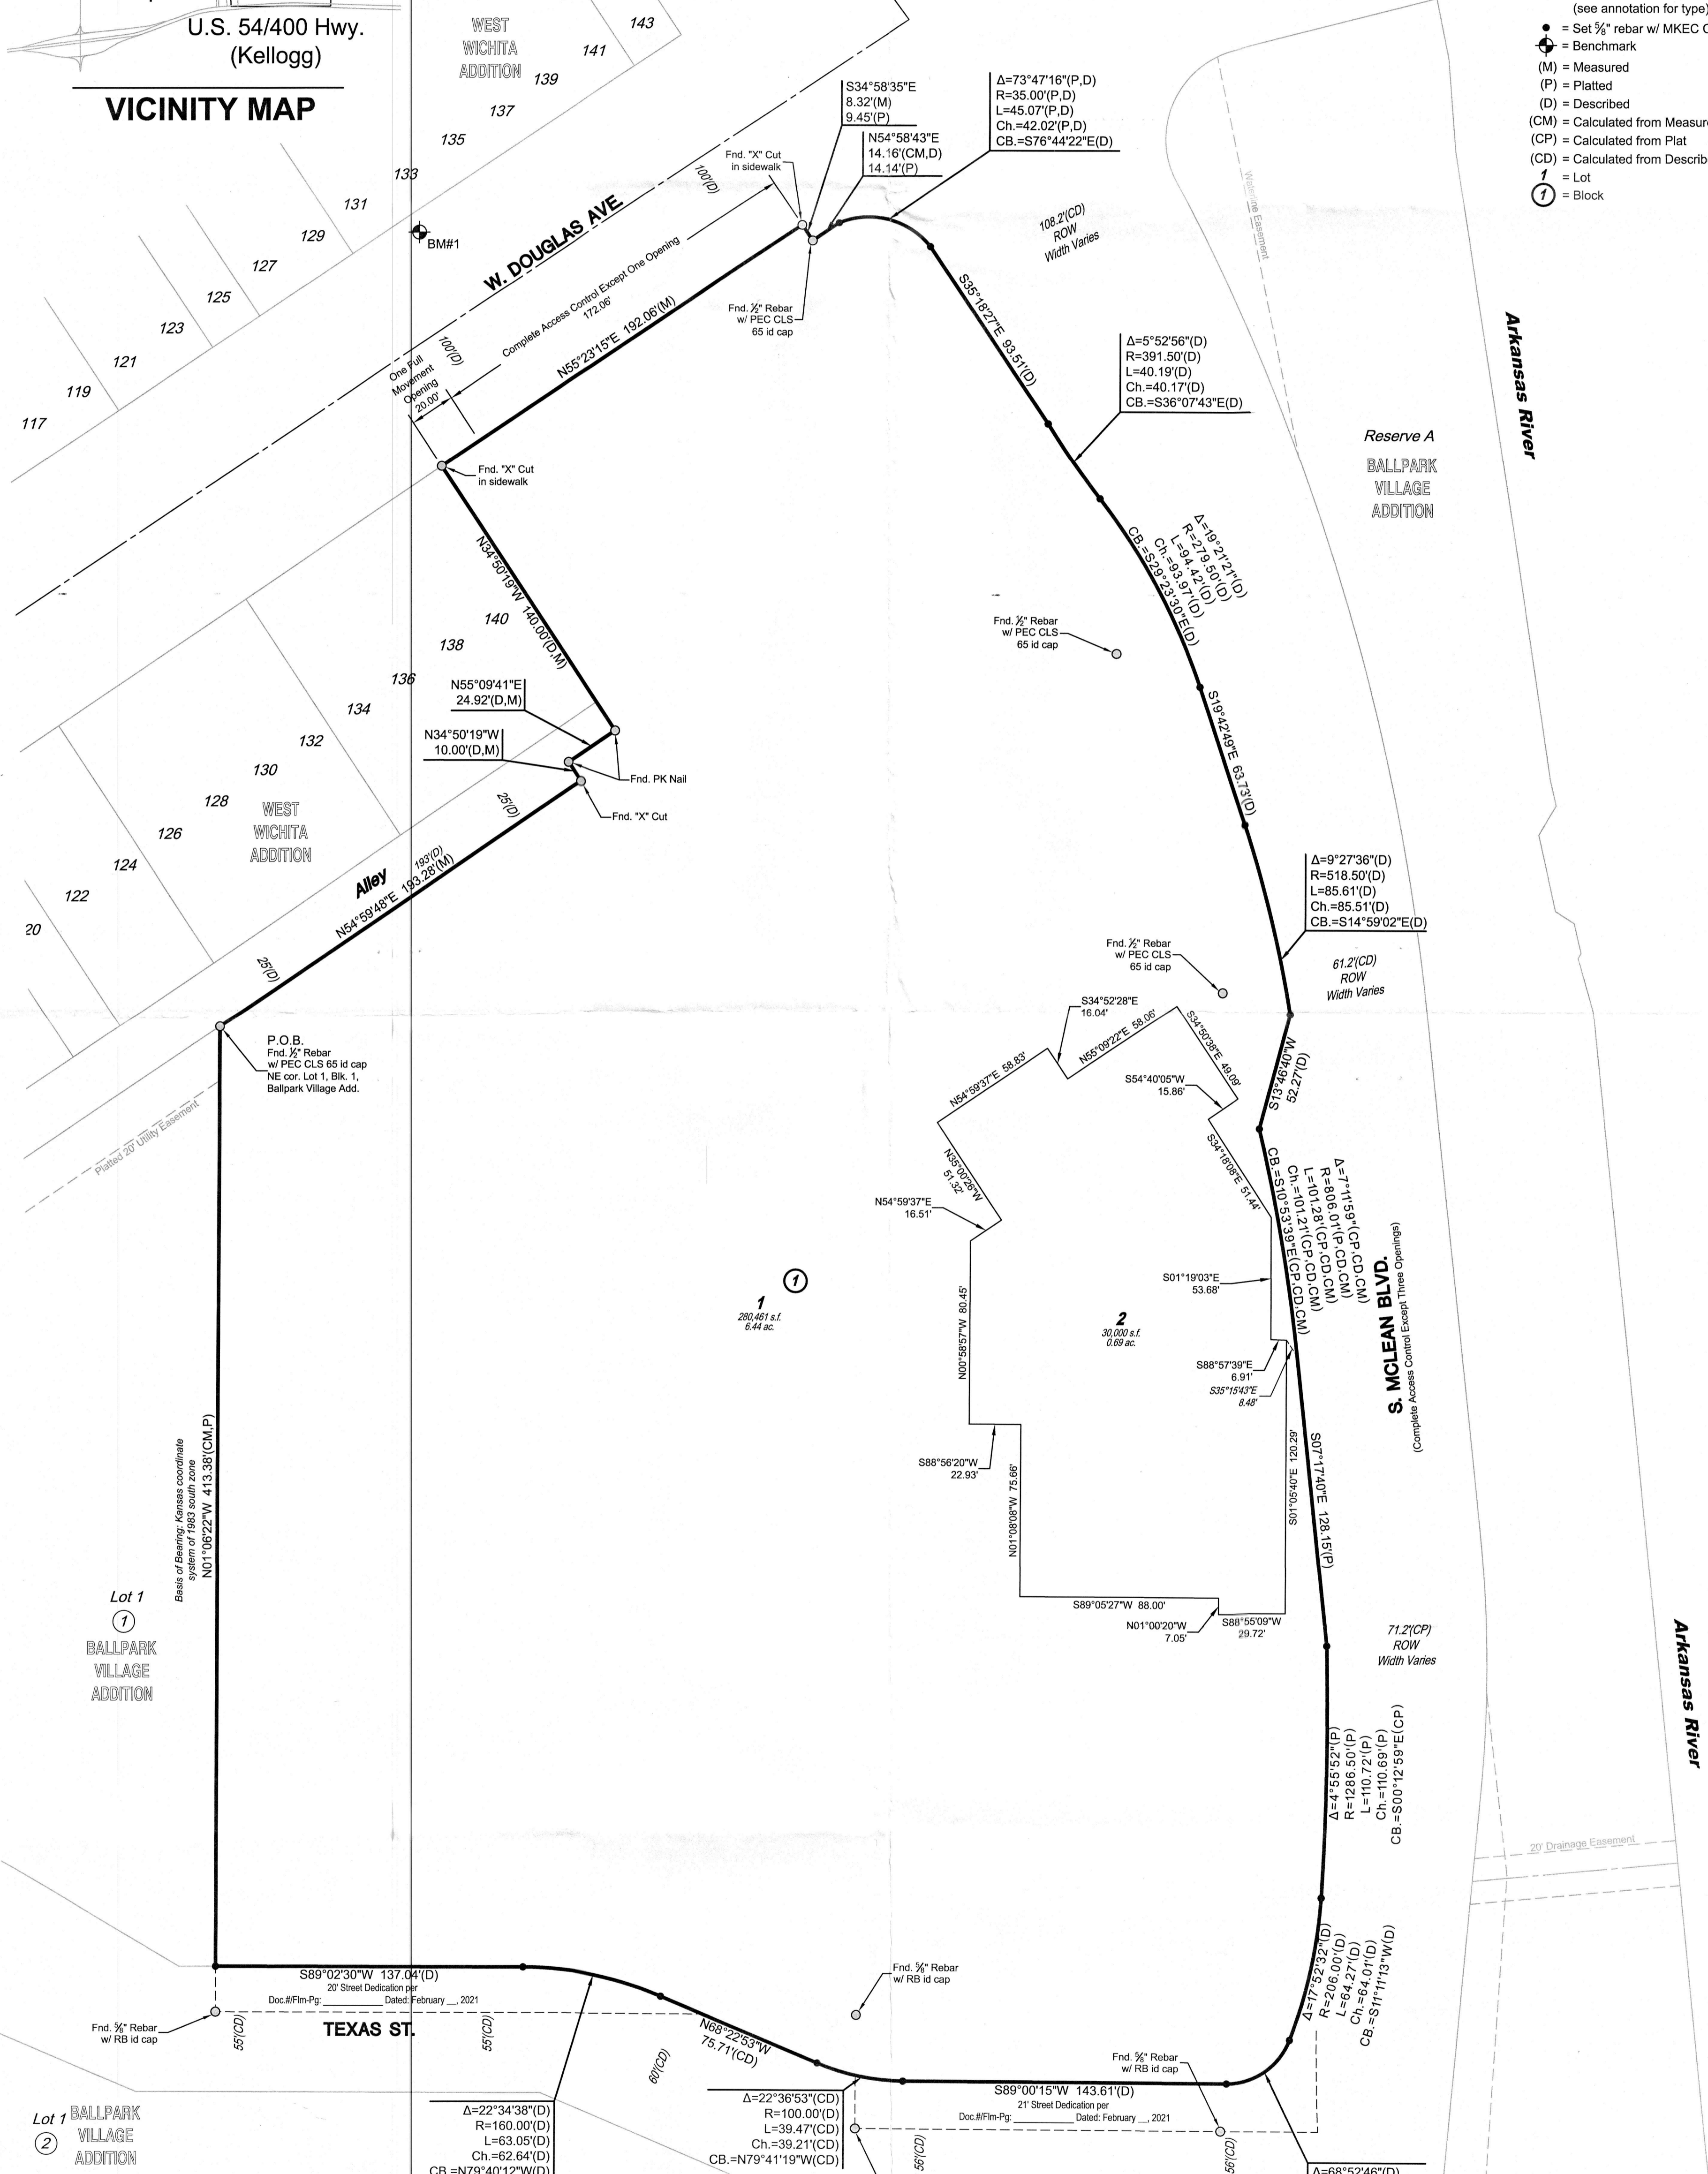 U.S. 54/400 Hwy.
(Kellogg)
VICINITY MAP
WEST
WICHITA
ADDITION
143
141
139
137
135
133
131
129
127
125
123
121
119
117
BM#1
W. DOUGLAS AVE.
100'(D)
100'(D)
Complete Access Control Except One Opening
172.06'
One Full
Movement
Opening
20.00'
N55°23'15"E 192.06'(M)
Fnd. "X" Cut
in sidewalk
S34°58'35"E
8.32'(M)
9.45'(P)
N54°58'43"E
14.16'(CM,D)
14.14'(P)
Δ=73°47'16"(P,D)
R=35.00'(P,D)
L=45.07'(P,D)
Ch.=42.02'(P,D)
CB.=S76°44'22"E(D)
(see annotation for type)
= Set ⅝" rebar w/ MKEC
= Benchmark
(M) = Measured
(P) = Platted
(D) = Described
(CM) = Calculated from
(CP) = Calculated from Plat
(CD) = Calculated from
1 = Lot
1 = Block
Fnd. ½" Rebar
w/ PEC CLS
65 id cap
108.2'(CD)
ROW
Width Varies
Waterline Easement
S35°18'27"E 93.51'(D)
Δ=5°52'56"(D)
R=391.50'(D)
L=40.19'(D)
Ch.=40.17'(D)
CB.=S36°07'43"E(D)
Arkansas River
Reserve A
BALLPARK
VILLAGE
ADDITION
Fnd. "X" Cut
in sidewalk
N34°50'19"W 140.00'(D,M)
Δ=19°21'21"(D)
R=279.50'(D)
L=94.42'(D)
Ch.=93.97'(D)
CB.=S29°23'30"E(D)
Fnd. ½" Rebar
w/ PEC CLS
65 id cap
140
138
136
134
132
130
128
126
124
122
20
WEST
WICHITA
ADDITION
N55°09'41"E
24.92'(D,M)
N34°50'19"W
10.00'(D,M)
Fnd. PK Nail
Fnd. "X" Cut
S19°42'49"E 63.73'(D)
25'(D)
Alley
193'(D)
N54°59'48"E 193.28'(M)
25'(D)
Δ=9°27'36"(D)
R=518.50'(D)
L=85.61'(D)
Ch.=85.51'(D)
CB.=S14°59'02"E(D)
Fnd. ½" Rebar
w/ PEC CLS
65 id cap
61.2'(CD)
ROW
Width Varies
P.O.B.
Fnd. ½" Rebar
w/ PEC CLS 65 id cap
NE cor. Lot 1, Blk. 1,
Ballpark Village Add.
Platted 20' Utility Easement
S34°52'28"E
16.04'
N54°59'37"E 58.83'
N55°09'22"E 58.06'
S34°50'38"E 49.09'
S54°40'05"W
15.86'
S13°46'40"W
52.27'(D)
S34°18'08"E 51.44'
N35°00'26"W
51.32'
N54°59'37"E
16.51'
Δ=7°11'59"(CP,CD,CM)
R=806.01'(P,CD,CM)
L=101.28'(CP,CD,CM)
Ch.=101.21'(CP,CD,CM)
CB.=S10°53'39"E(CP,CD,CM)
S. MCLEAN BLVD.
(Complete Access Control Except Three Openings)
1
1
280,461 s.f.
6.44 ac.
2
30,000 s.f.
0.69 ac.
S01°19'03"E
53.68'
N00°58'57"W 80.45'
S88°57'39"E
6.91'
S35°15'43"E
8.48'
S88°56'20"W
22.93'
N01°08'08"W 75.66'
S01°05'40"E 120.29'
S07°17'40"E 128.15'(P)
Basis of Bearing: Kansas coordinate
system of 1983 south zone
N01°06'22"W 413.38'(CM,P)
S89°05'27"W 88.00'
N01°00'20"W
7.05'
S88°55'09"W
29.72'
Lot 1
1
BALLPARK
VILLAGE
ADDITION
71.2'(CP)
ROW
Width Varies
Arkansas River
Δ=4°55'52"(P)
R=1286.50'(P)
L=110.72'(P)
Ch.=110.69'(P)
CB.=S00°12'59"E(CP)
20' Drainage Easement
Δ=17°52'32"(D)
R=206.00'(D)
L=64.27'(D)
Ch.=64.01'(D)
CB.=S11°11'13"W(D)
S89°02'30"W 137.04'(D)
20' Street Dedication per
Doc.#/Flm-Pg: ____________ Dated: February __, 2021
Fnd. ⅝" Rebar
w/ RB id cap
Fnd. ⅝" Rebar
w/ RB id cap
TEXAS ST.
55'(CD)
55'(CD)
N68°22'53"W
75.71'(CD)
60'(CD)
Fnd. ⅝" Rebar
w/ RB id cap
S89°00'15"W 143.61'(D)
21' Street Dedication per
Doc.#/Flm-Pg: ____________ Dated: February __, 2021
Δ=22°34'38"(D)
R=160.00'(D)
L=63.05'(D)
Ch.=62.64'(D)
CB.=N79°40'12"W(D)
Δ=22°36'53"(CD)
R=100.00'(D)
L=39.47'(CD)
Ch.=39.21'(CD)
CB.=N79°41'19"W(CD)
56'(CD)
56'(CD)
Δ=68°52'46"(D)
Lot 1
2
BALLPARK
VILLAGE
ADDITION